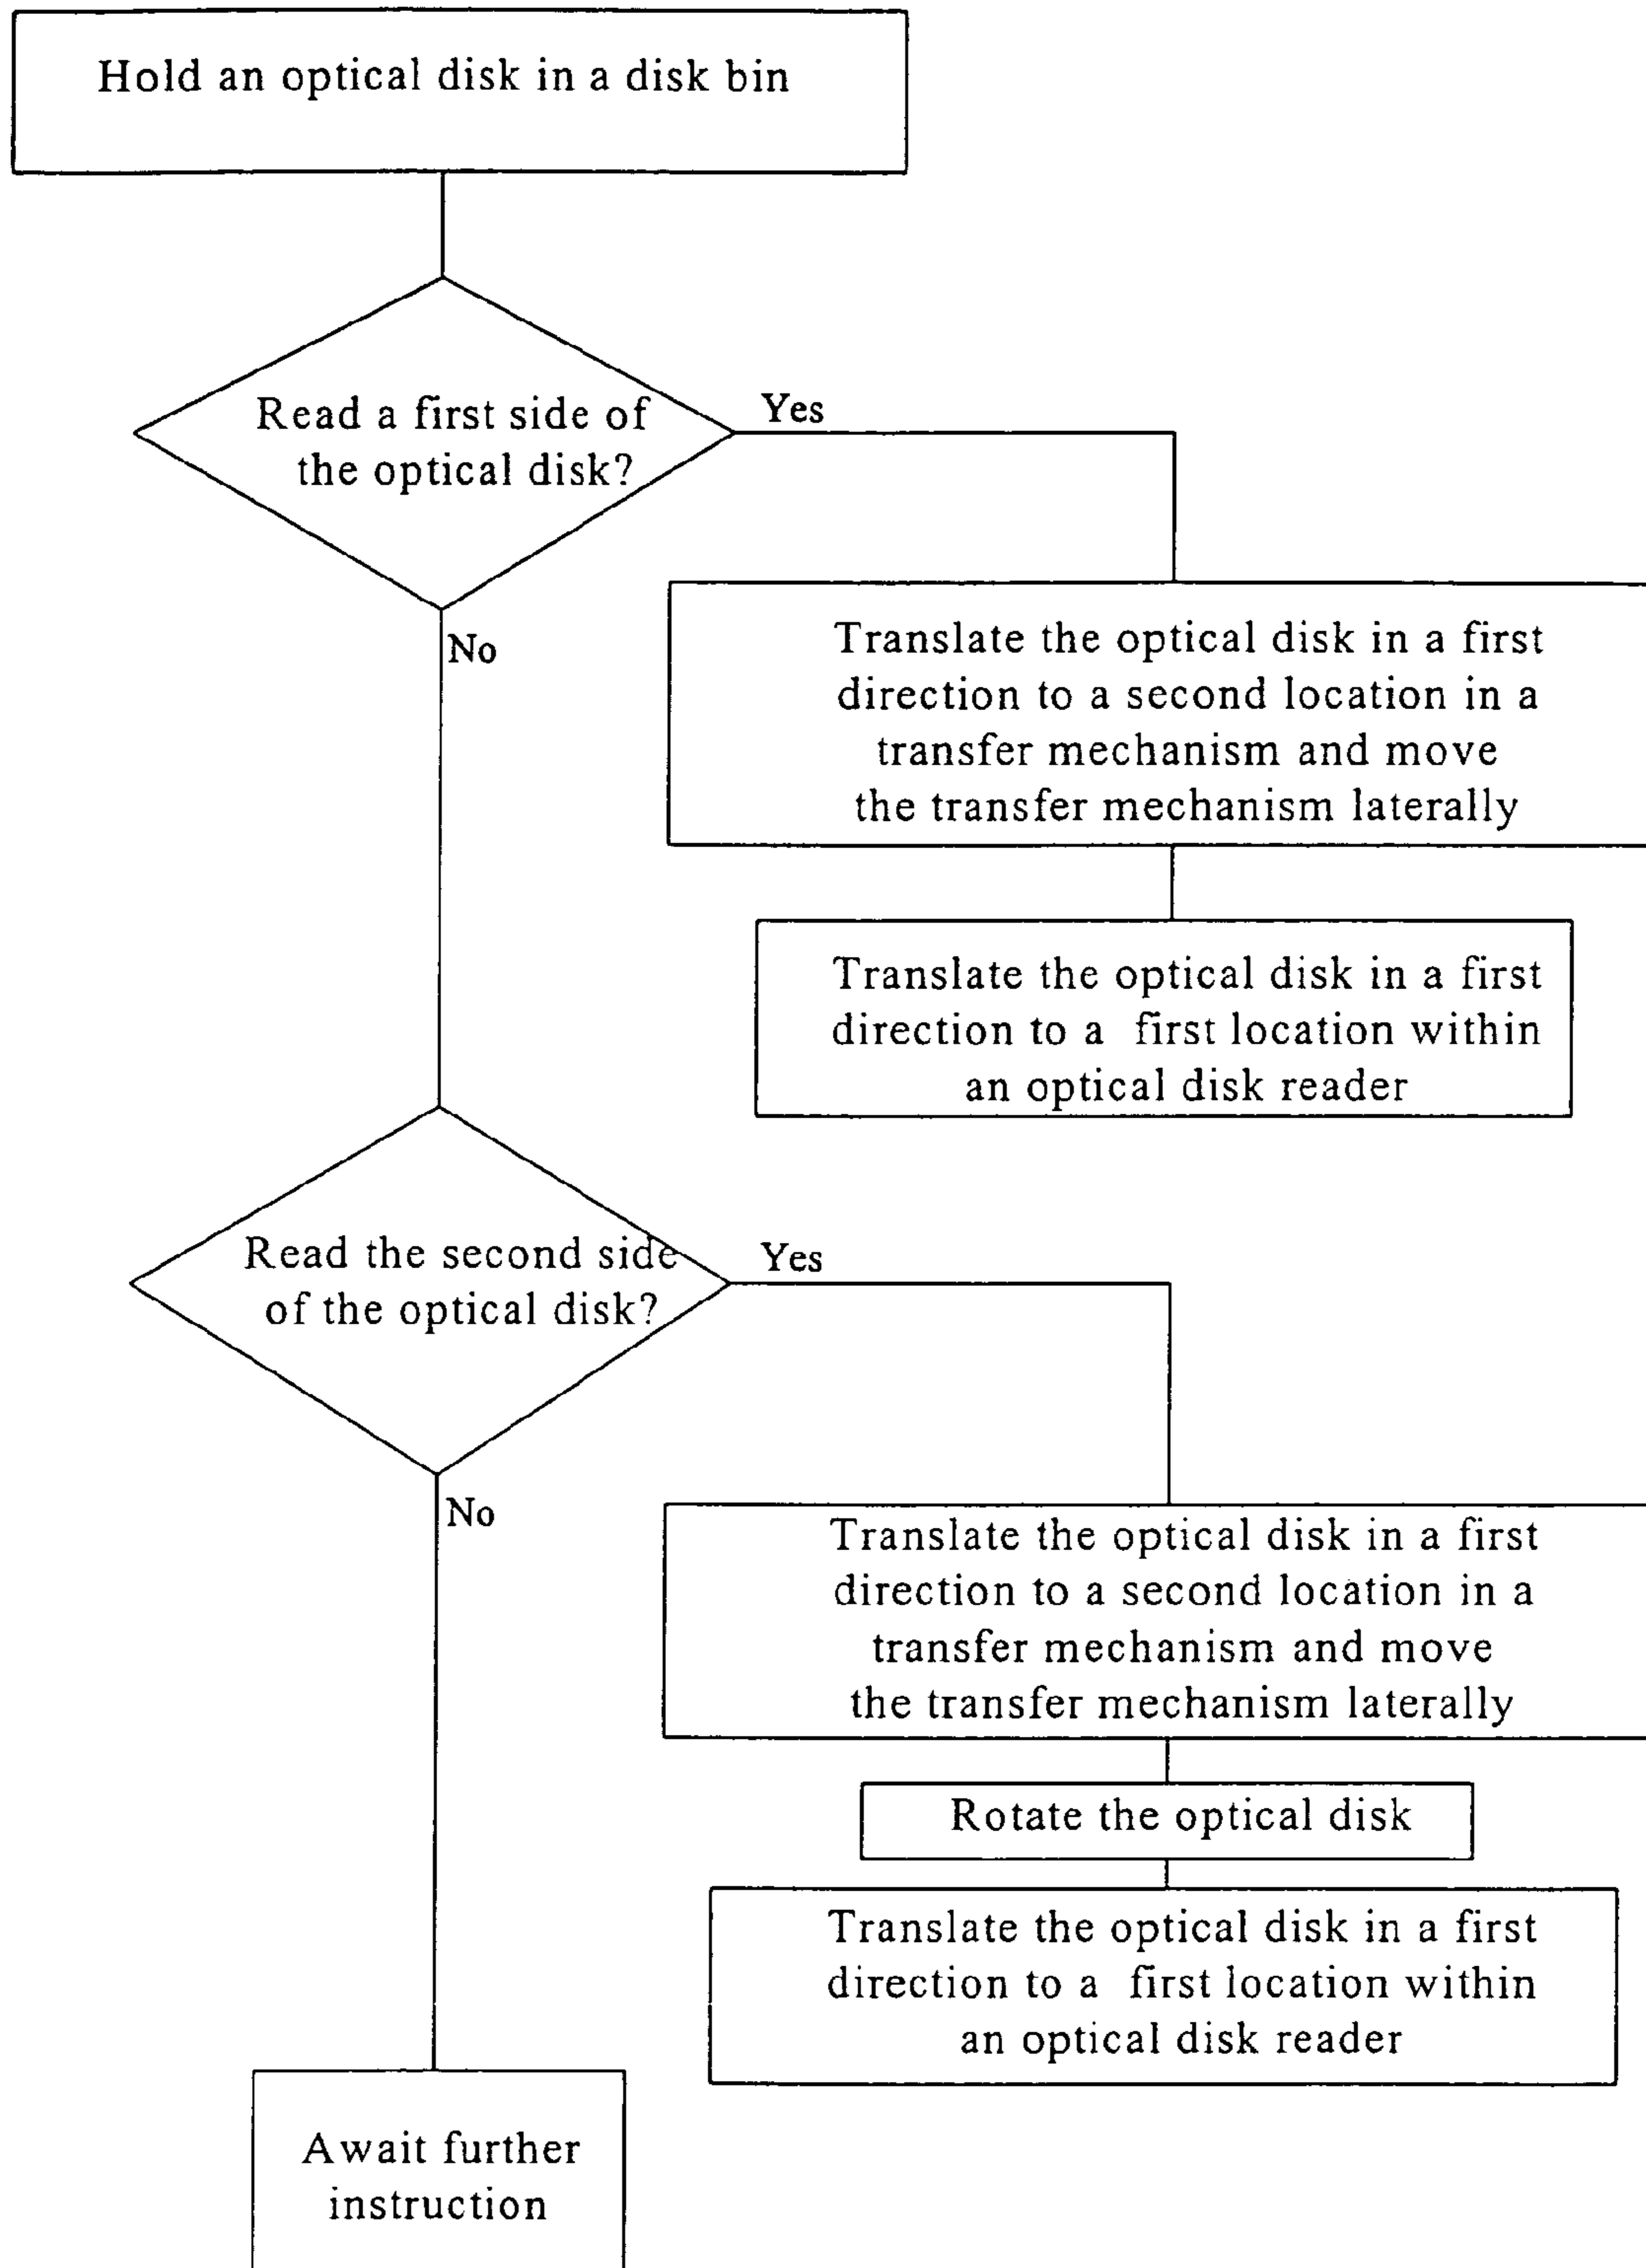 Hold an optical disk in a disk bin
Read a first side of
the optical disk?
Yes
No
Translate the optical disk in a first
direction to a second location in a
transfer mechanism and move
the transfer mechanism laterally
Translate the optical disk in a first
direction to a first location within
an optical disk reader
Read the second side
of the optical disk?
Yes
No
Translate the optical disk in a first
direction to a second location in a
transfer mechanism and move
the transfer mechanism laterally
Rotate the optical disk
Translate the optical disk in a first
direction to a first location within
an optical disk reader
Await further
instruction